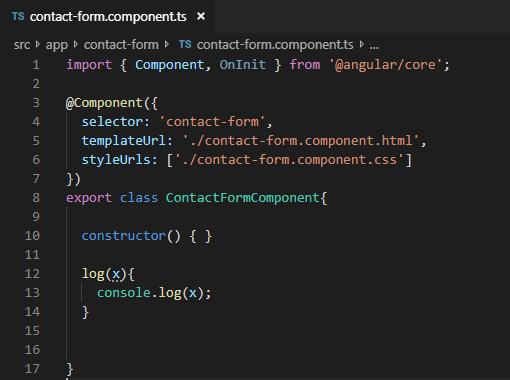 TS contact-form.component.ts ×
src > app > contact-form > TS contact-form.component.ts > ...
1 import { Component, OnInit } from '@angular/core';
2
3 @Component({
4   selector: 'contact-form',
5   templateUrl: './contact-form.component.html',
6   styleUrls: ['./contact-form.component.css']
7 })
8 export class ContactFormComponent{
9
10   constructor() { }
11
12   log(x){
13     console.log(x);
14   }
15
16
17 }